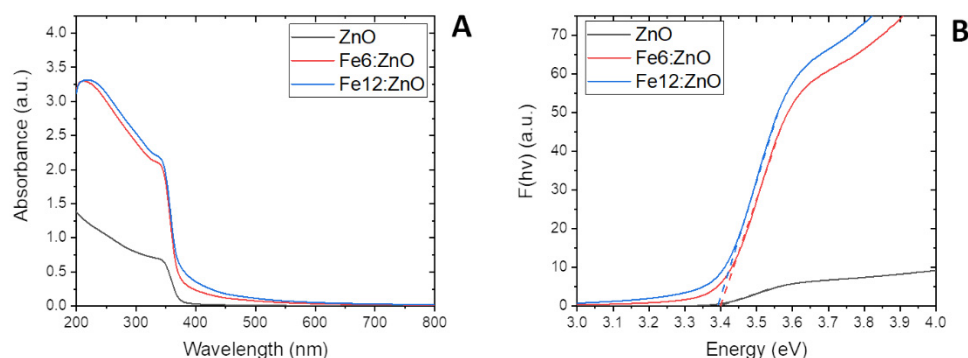 A
ZnO
Fe6:ZnO
Fe12:ZnO
Absorbance (a.u.)
4.0
3.5
3.0
2.5
2.0
1.5
1.0
0.5
0.0
200 300 400 500 600 700 800
Wavelength (nm)
B
ZnO
Fe6:ZnO
Fe12:ZnO
F(hv) (a.u.)
70
60
50
40
30
20
10
0
3.0 3.1 3.2 3.3 3.4 3.5 3.6 3.7 3.8 3.9 4.0
Energy (eV)